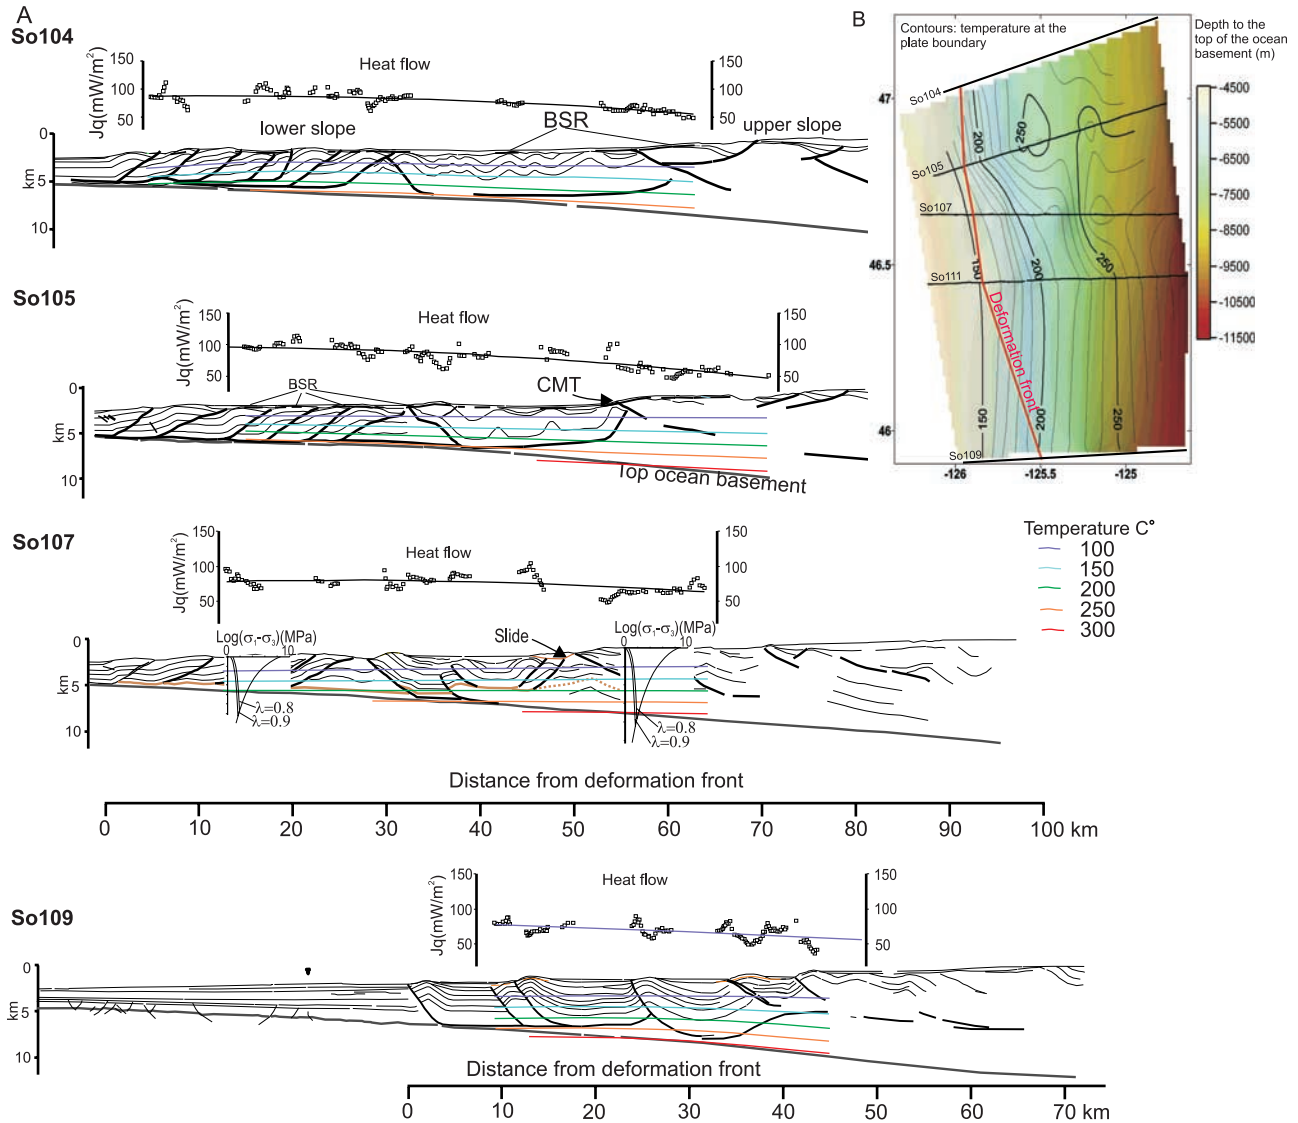 A
So104
150
100
50
Jq(mW/m²)
Heat flow
150
100
50
lower slope
BSR
upper slope
0
5
10
km
So105
150
100
50
Jq(mW/m²)
Heat flow
150
100
50
BSR
CMT
0
5
10
km
Top ocean basement
So107
150
100
50
Jq(mW/m²)
Heat flow
150
100
50
Log(σ₁-σ₃)(MPa)
0 10
λ=0.8
λ=0.9
Slide
Log(σ₁-σ₃)(MPa)
0 10
λ=0.8
λ=0.9
0
5
10
km
Distance from deformation front
0 10 20 30 40 50 60 70 80 90 100 km
So109
150
100
50
Jq(mW/m²)
Heat flow
150
100
50
0
5
10
km
Distance from deformation front
0 10 20 30 40 50 60 70 km
B
Contours: temperature at the
plate boundary
Depth to the
top of the ocean
basement (m)
-4500
-5500
-6500
-7500
-8500
-9500
-10500
-11500
47
46.5
46
-126 -125.5 -125
So104
So105
So107
So111
So109
200
250
150
200
250
150
200
250
Deformation front
Temperature C°
100
150
200
250
300